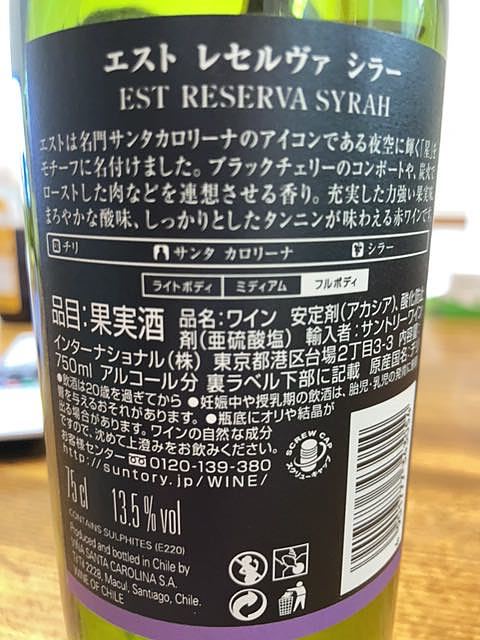 エスト レセルヴァ シラー
EST RESERVA SYRAH
エストは名門サンタカロリーナのアイコンである夜空に輝く「星」を
モチーフに名付けました。ブラックチェリーのコンポートや、炭火で
ローストした肉などを連想させる香り。充実した力強い果実味、
まろやかな酸味、しっかりとしたタンニンが味わえる赤ワインです
チリ サンタ カロリーナ シラー
ライトボディ ミディアム フルボディ
品目:果実酒 品名:ワイン 安定剤(アカシア)、酸化防止
剤(亜硫酸塩) 輸入者:サントリーワイン
インターナショナル(株) 東京都港区台場2丁目3-3 原産国名:チ
750ml アルコール分 裏ラベル下部に記載
●飲酒は20歳を過ぎてから ●妊娠中や授乳期の飲酒は、胎児・乳児の発育に
響を与えるおそれがあります。 ●瓶底にオリや結晶が
出る場合があります。ワインの自然な成分
ですので、沈めて上澄みをお飲みください。
お客様センター 0120-139-380
http://suntory.jp/WINE/
SCREW CAP
スクリューキャップ
75 cl 13.5% vol
CONTAINS SULPHITES (E220)
Produced and bottled in Chile by
VIÑA SANTA CAROLINA S.A.
2228, Macul, Santiago, Chile.
WINE OF CHILE